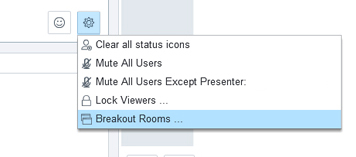 Clear all status icons
Mute All Users
Mute All Users Except Presenter:
Lock Viewers ...
Breakout Rooms ...